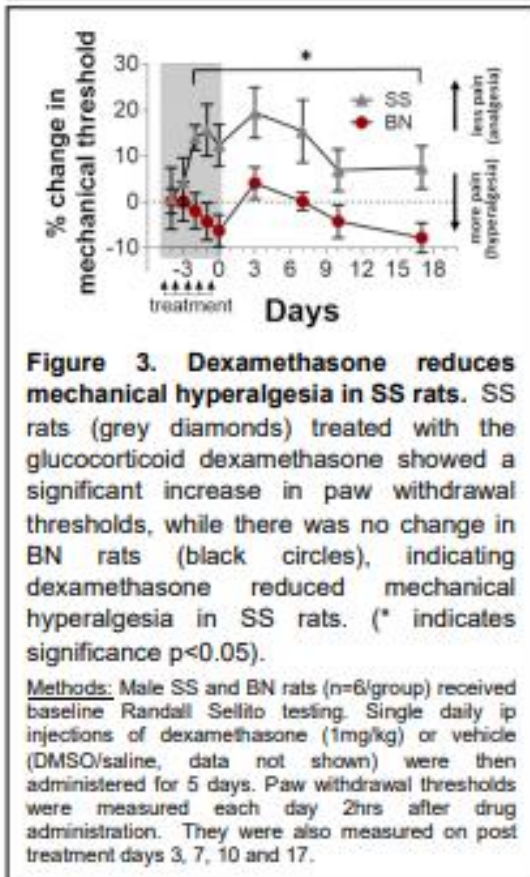 % change in
mechanical threshold
30
20
10
0
-10
*
SS
BN
less pain
(analgesia)
more pain
(hyperalgesia)
-3 0 3 6 9 12 15 18
treatment
Days
Figure 3. Dexamethasone reduces
mechanical hyperalgesia in SS rats. SS
rats (grey diamonds) treated with the
glucocorticoid dexamethasone showed a
significant increase in paw withdrawal
thresholds, while there was no change in
BN rats (black circles), indicating
dexamethasone reduced mechanical
hyperalgesia in SS rats. (* indicates
significance p<0.05).
Methods: Male SS and BN rats (n=6/group) received
baseline Randall Sellito testing. Single daily ip
injections of dexamethasone (1mg/kg) or vehicle
(DMSO/saline, data not shown) were then
administered for 5 days. Paw withdrawal thresholds
were measured each day 2hrs after drug
administration. They were also measured on post
treatment days 3, 7, 10 and 17.